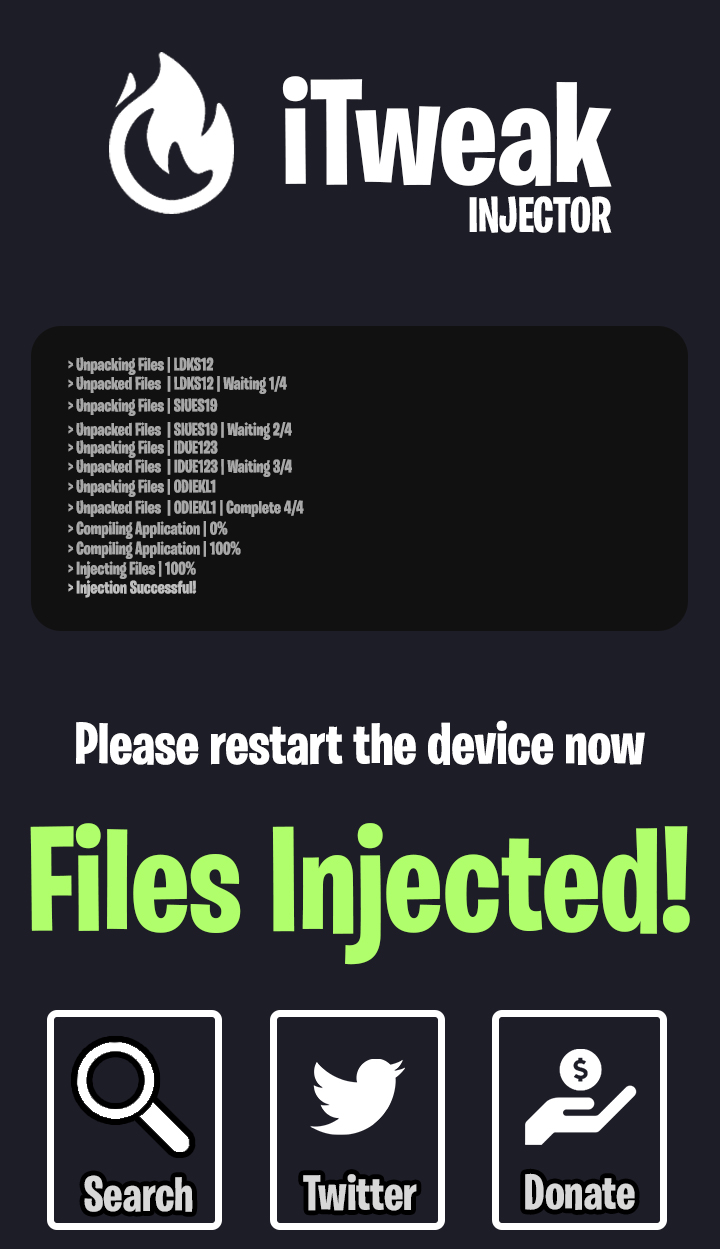 iTweak
INJECTOR
> Unpacking Files | LDKS12
> Unpacked Files | LDKS12 | Waiting 1/4
> Unpacking Files | SIUES19
> Unpacked Files | SIUES19 | Waiting 2/4
> Unpacking Files | IDUE123
> Unpacked Files | IDUE123 | Waiting 3/4
> Unpacking Files | ODIEKL1
> Unpacked Files | ODIEKL1 | Complete 4/4
> Compiling Application | 0%
> Compiling Application | 100%
> Injecting Files | 100%
> Injection Successful!
Please restart the device now
Files Injected!
$
Search Twitter Donate